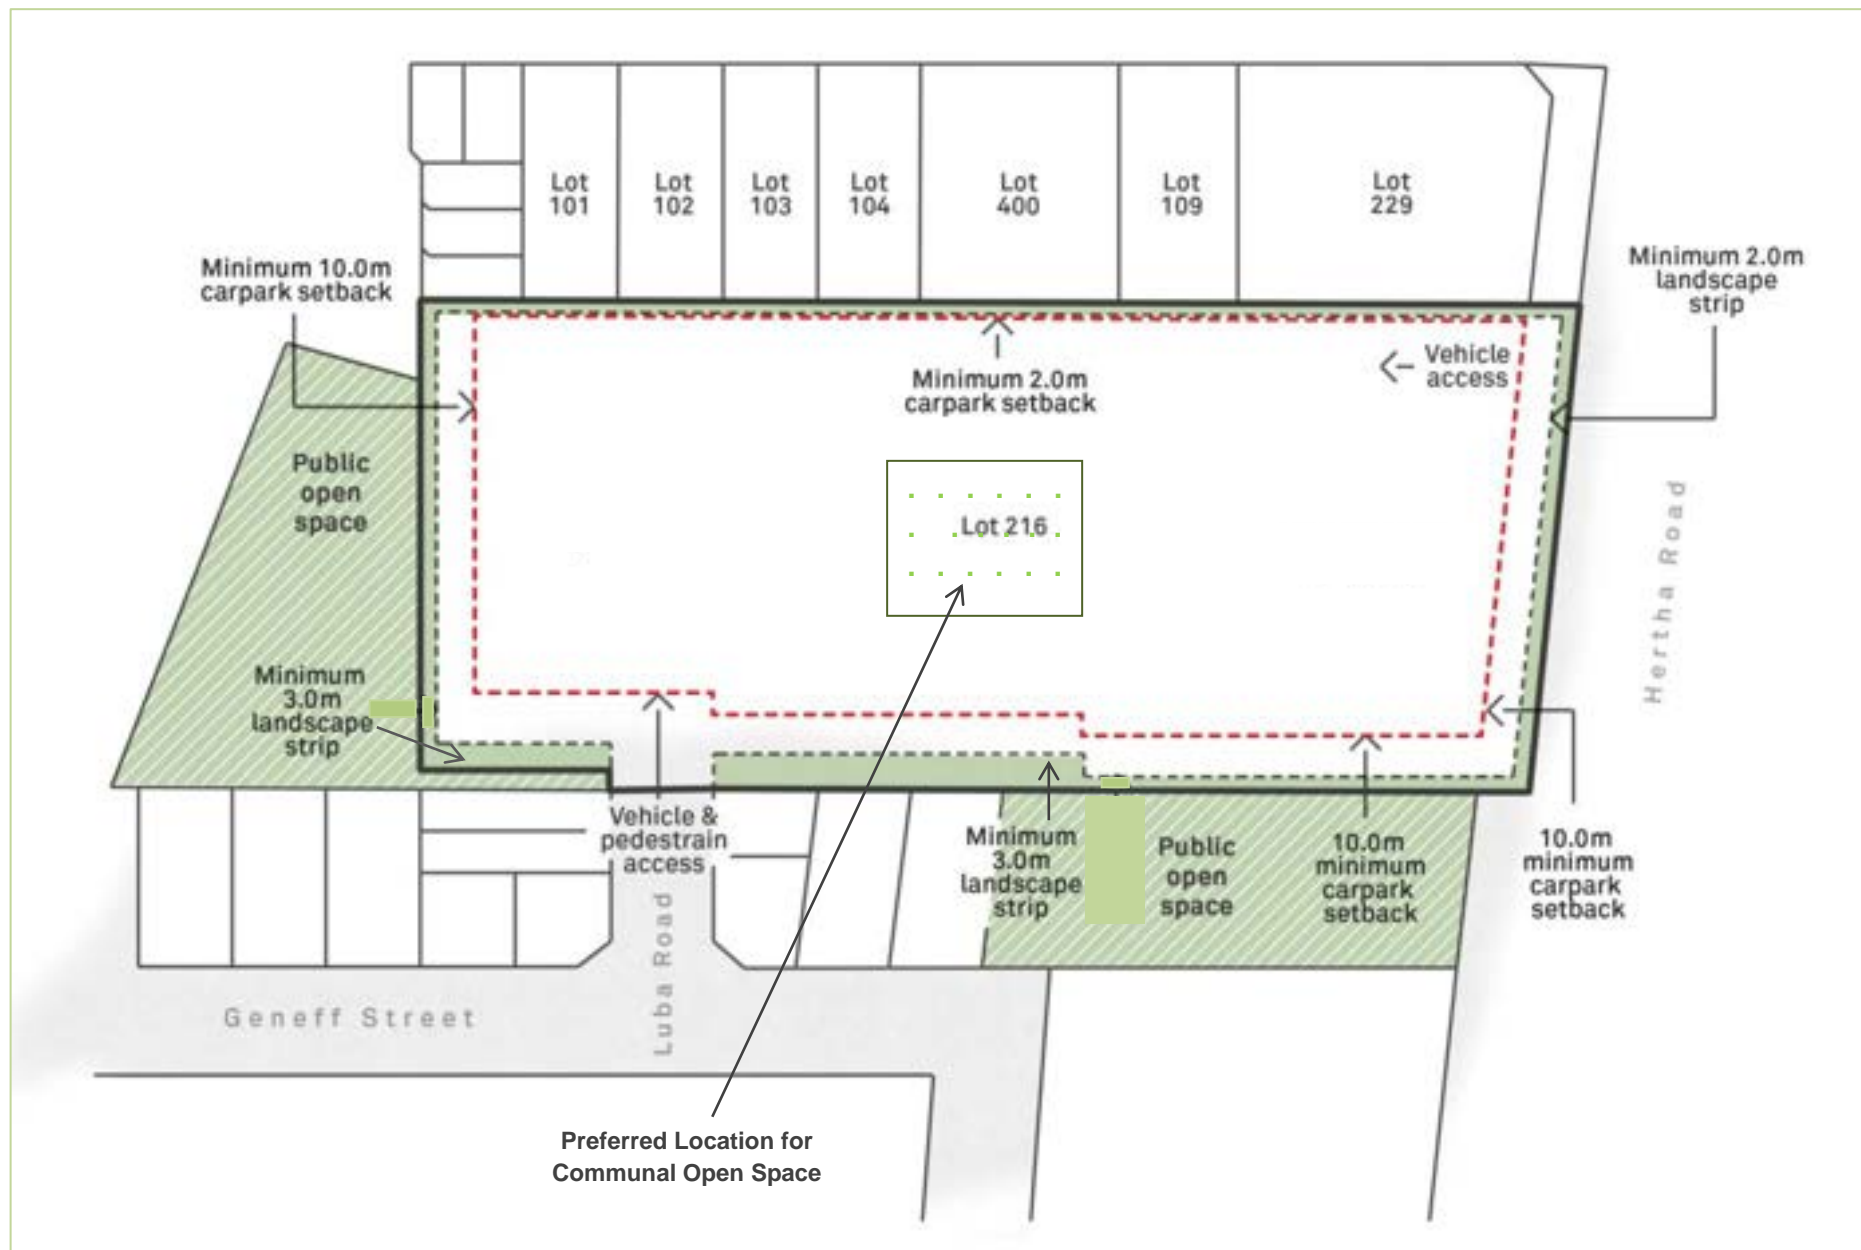 Lot
101
Lot
102
Lot
103
Lot
104
Lot
400
Lot
109
Lot
229
Minimum 10.0m
carpark setback
Minimum 2.0m
landscape
strip
Vehicle
access
Minimum 2.0m
carpark setback
Public
open
space
Lot 216
Hertha Road
Minimum
3.0m
landscape
strip
Vehicle &
pedestrain
access
Minimum
3.0m
landscape
strip
Public
open
space
10.0m
minimum
carpark
setback
10.0m
minimum
carpark
setback
Luba Road
Geneff Street
Preferred Location for
Communal Open Space